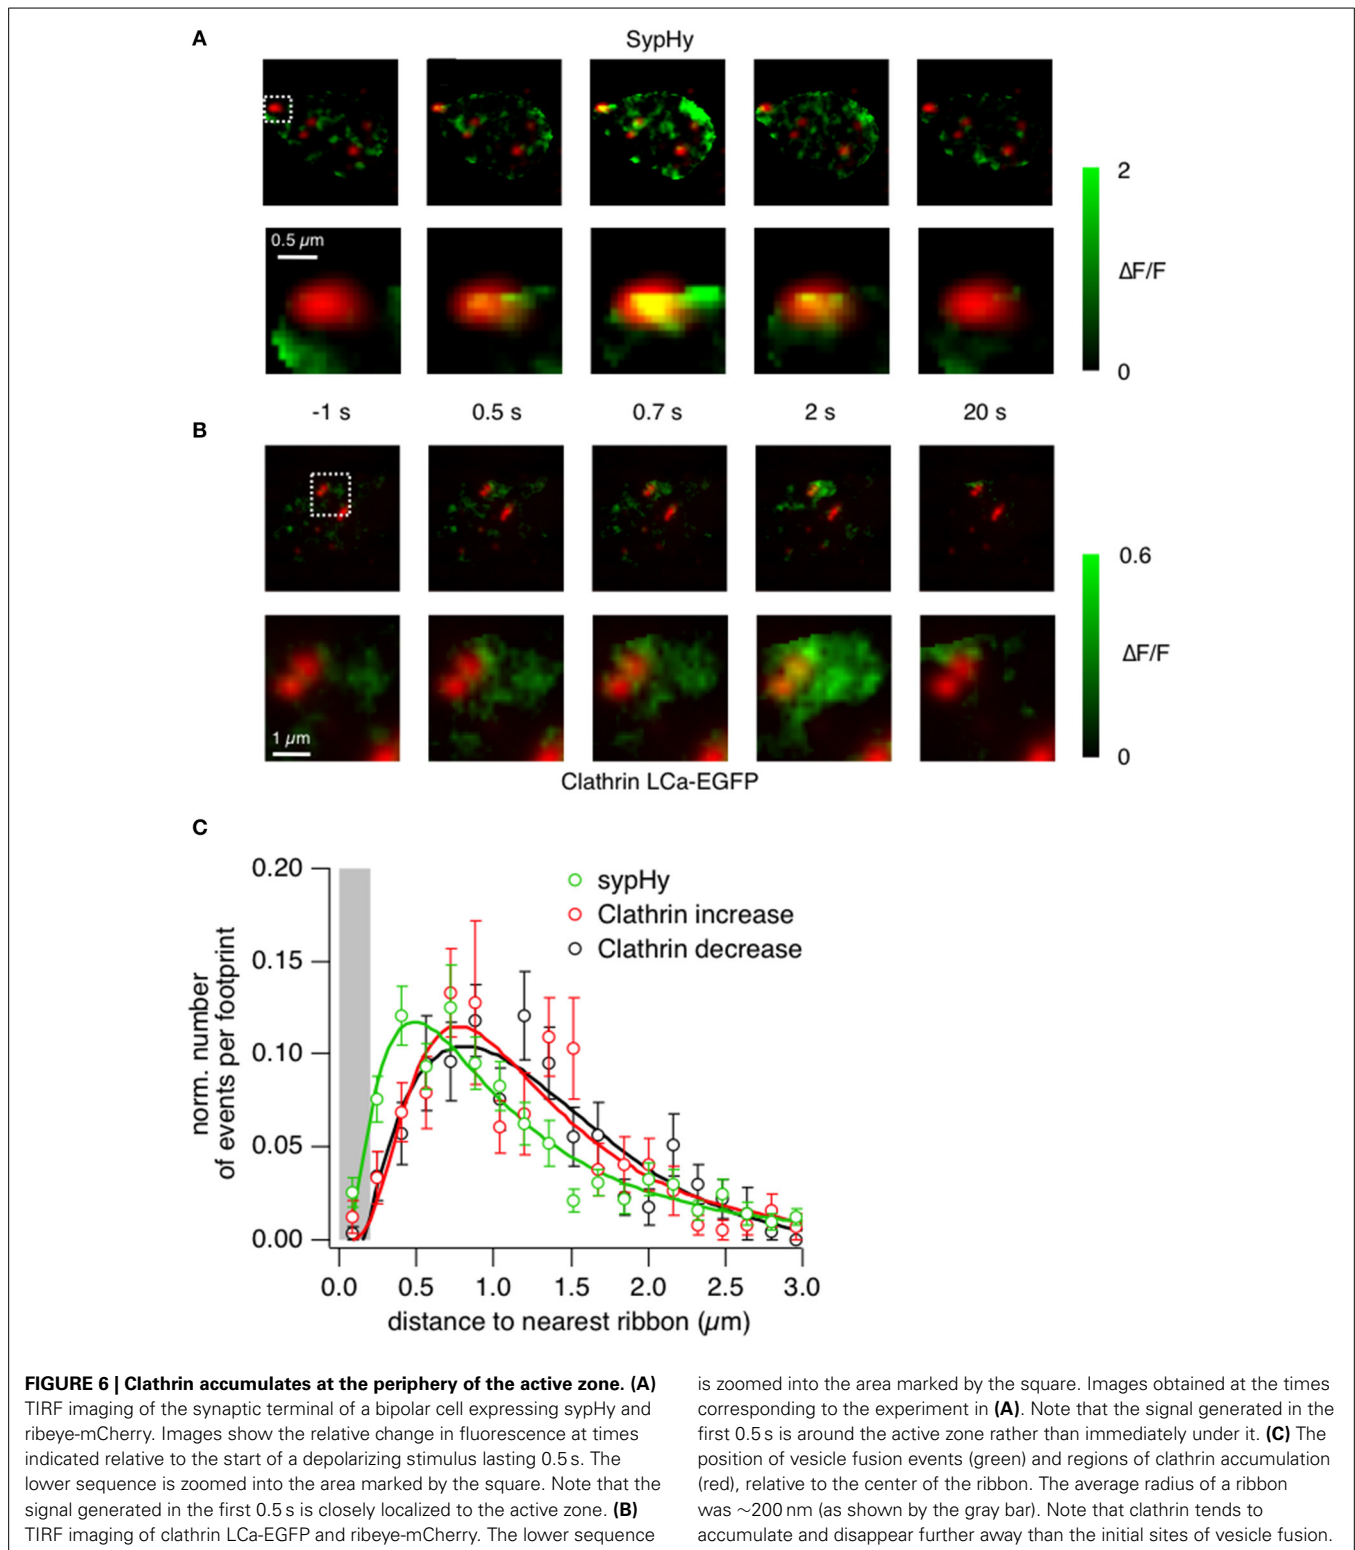 A
SypHy
0.5 µm
2
ΔF/F
0
-1 s
0.5 s
0.7 s
2 s
20 s
B
1 µm
0.6
ΔF/F
0
Clathrin LCa-EGFP
C
0.20
0.15
0.10
0.05
0.00
norm. number
of events per footprint
sypHy
Clathrin increase
Clathrin decrease
0.0 0.5 1.0 1.5 2.0 2.5 3.0
distance to nearest ribbon (µm)
FIGURE 6 | Clathrin accumulates at the periphery of the active zone. (A)
TIRF imaging of the synaptic terminal of a bipolar cell expressing sypHy and
ribeye-mCherry. Images show the relative change in fluorescence at times
indicated relative to the start of a depolarizing stimulus lasting 0.5 s. The
lower sequence is zoomed into the area marked by the square. Note that the
signal generated in the first 0.5 s is closely localized to the active zone. (B)
TIRF imaging of clathrin LCa-EGFP and ribeye-mCherry. The lower sequence
is zoomed into the area marked by the square. Images obtained at the times
corresponding to the experiment in (A). Note that the signal generated in the
first 0.5 s is around the active zone rather than immediately under it. (C) The
position of vesicle fusion events (green) and regions of clathrin accumulation
(red), relative to the center of the ribbon. The average radius of a ribbon
was ∼200 nm (as shown by the gray bar). Note that clathrin tends to
accumulate and disappear further away than the initial sites of vesicle fusion.